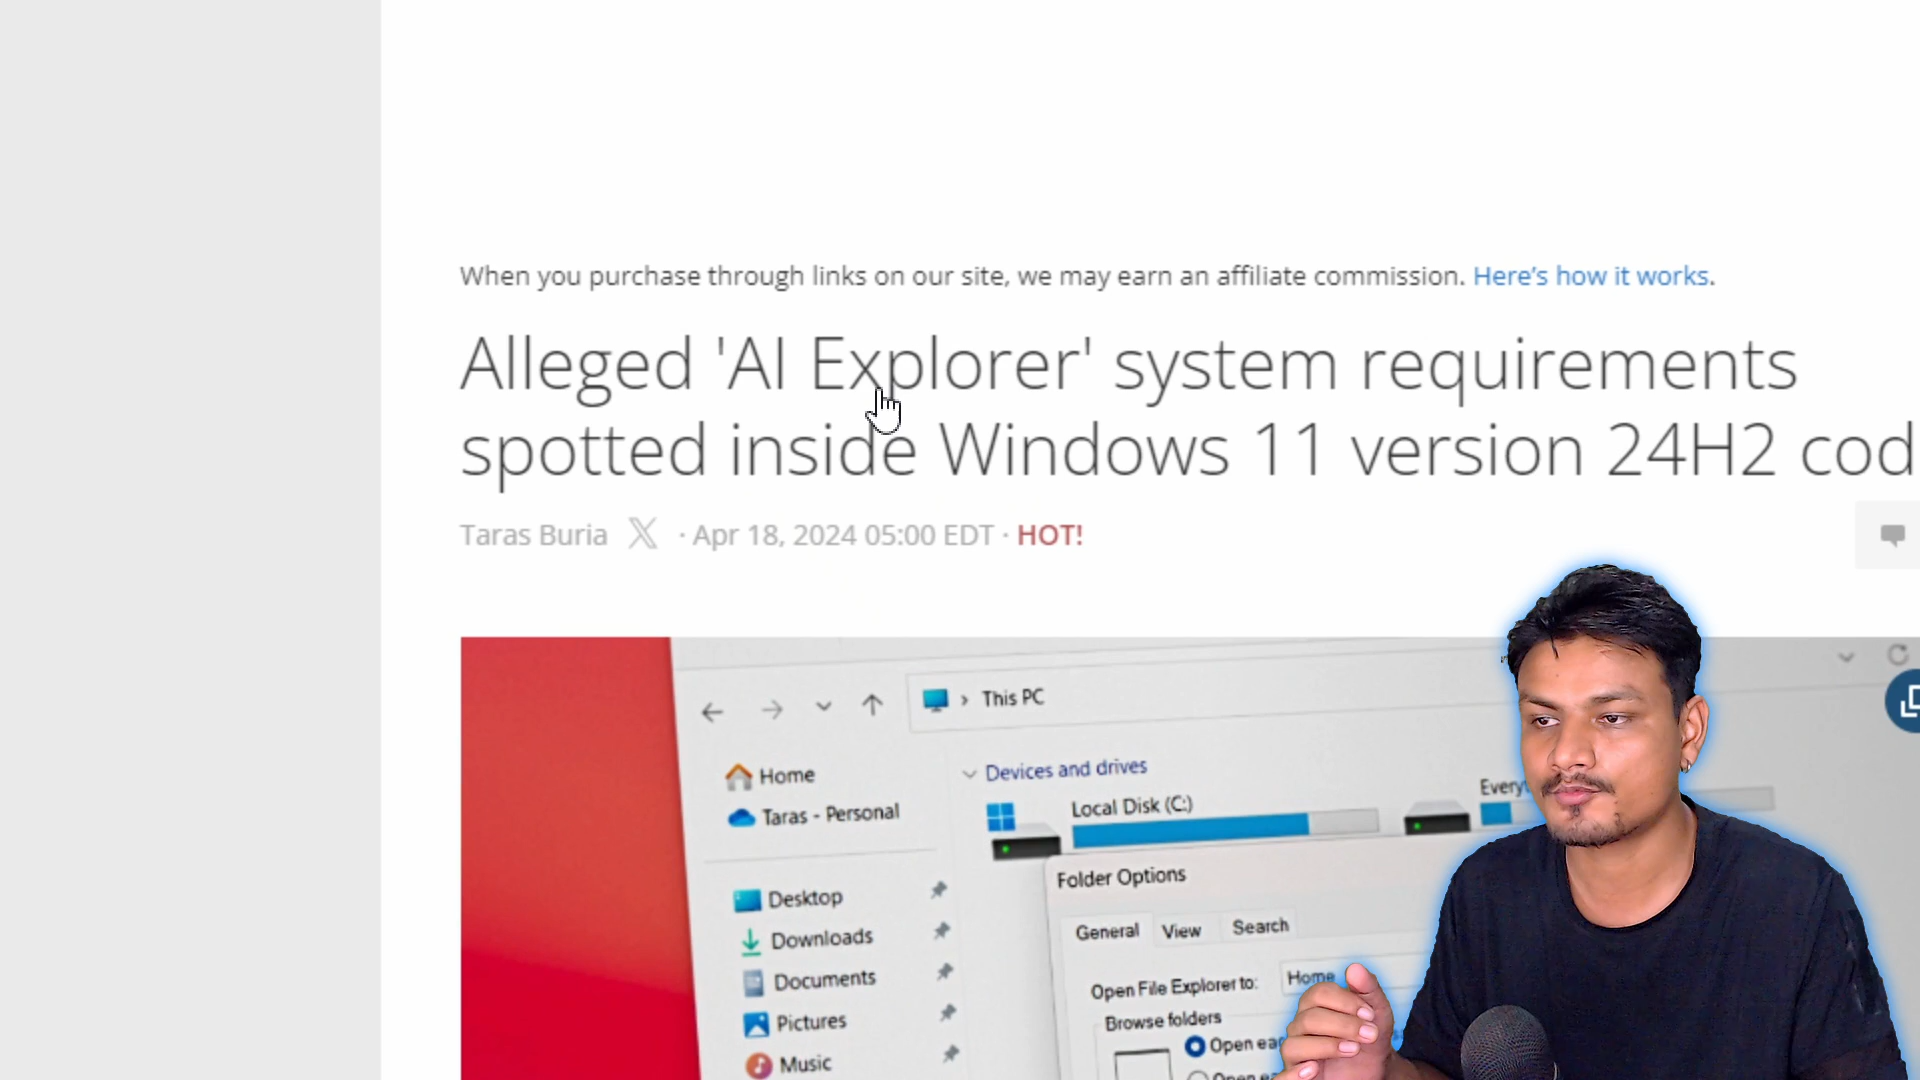 When you purchase through links on our site, we may earn an affiliate commission. Here's how it works.
Alleged 'AI Explorer' system requirements
spotted inside Windows 11 version 24H2 cod
Taras Buria · Apr 18, 2024 05:00 EDT · HOT!
This PC
Home
Taras - Personal
Devices and drives
Local Disk (C:)
Desktop
Downloads
Documents
Pictures
Music
Folder Options
General View Search
Open File Explorer to: Home
Browse folders
Open